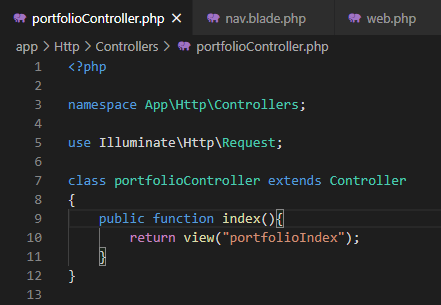 portfolioController.php × nav.blade.php web.php
app > Http > Controllers > portfolioController.php
1 <?php
2
3 namespace App\Http\Controllers;
4
5 use Illuminate\Http\Request;
6
7 class portfolioController extends Controller
8 {
9     public function index(){
10         return view("portfolioIndex");
11     }
12 }
13